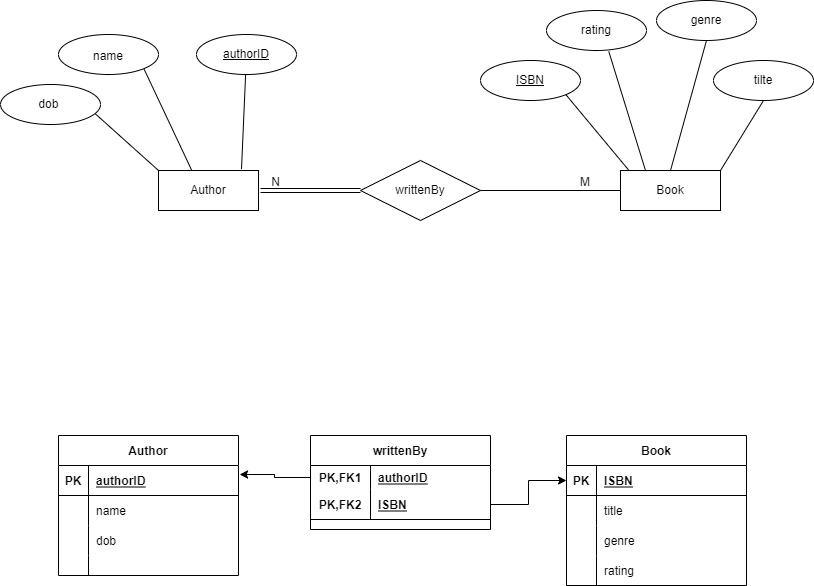 genre
rating
name
authorID
ISBN
tilte
dob
Author
N
writtenBy
M
Book
Author
PK authorID
name
dob
writtenBy
PK,FK1 authorID
PK,FK2 ISBN
Book
PK ISBN
title
genre
rating